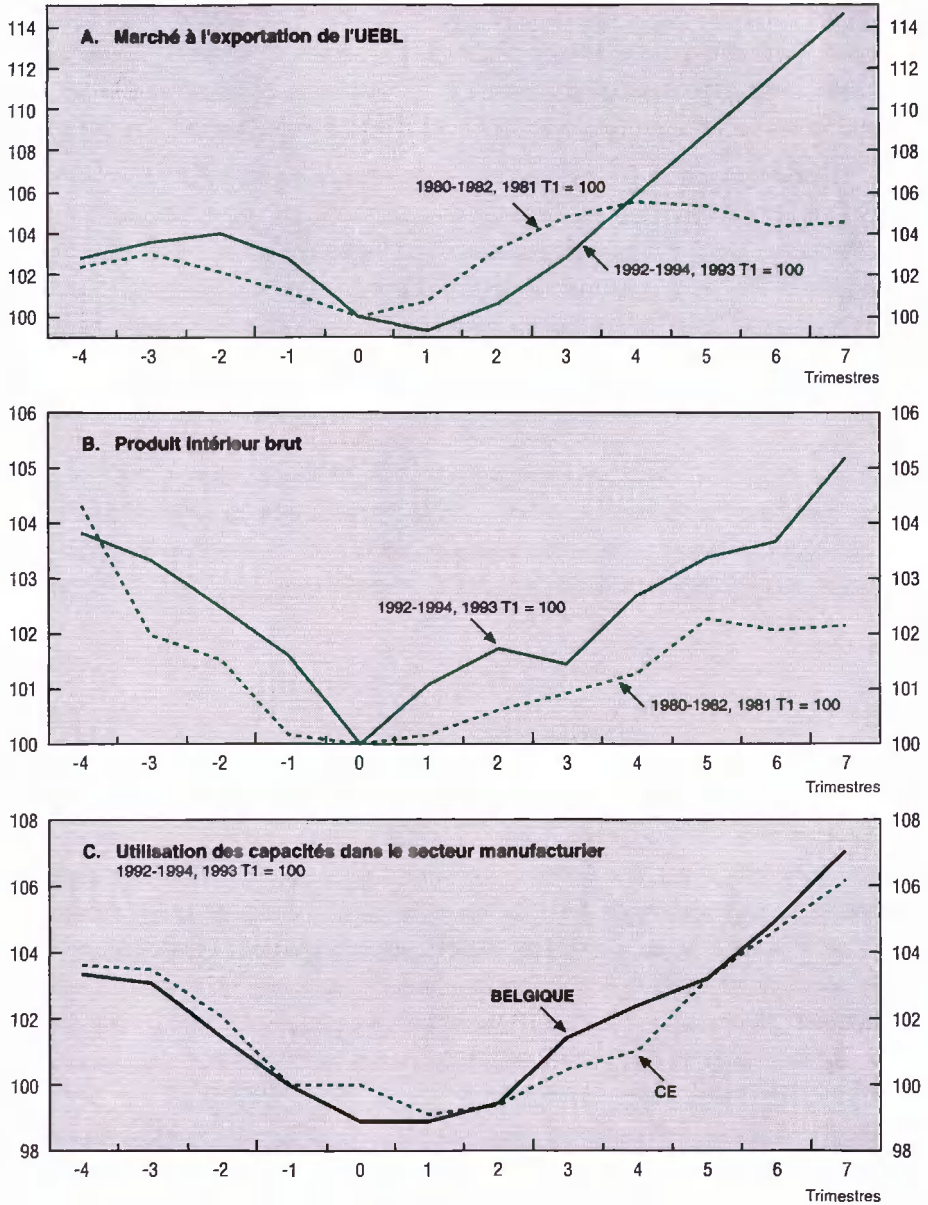 A. Marché à l'exportation de l'UEBL
114 114
112 112
110 110
108 108
106 106
104 104
102 102
100 100
1980-1982, 1981 T1 = 100
1992-1994, 1993 T1 = 100
-4 -3 -2 -1 0 1 2 3 4 5 6 7
Trimestres
B. Produit intérieur brut
106 106
105 105
104 104
103 103
102 102
101 101
100 100
1992-1994, 1993 T1 = 100
1980-1982, 1981 T1 = 100
-4 -3 -2 -1 0 1 2 3 4 5 6 7
Trimestres
C. Utilisation des capacités dans le secteur manufacturier
1992-1994, 1993 T1 = 100
108 108
106 106
104 104
102 102
100 100
98 98
BELGIQUE
CE
-4 -3 -2 -1 0 1 2 3 4 5 6 7
Trimestres